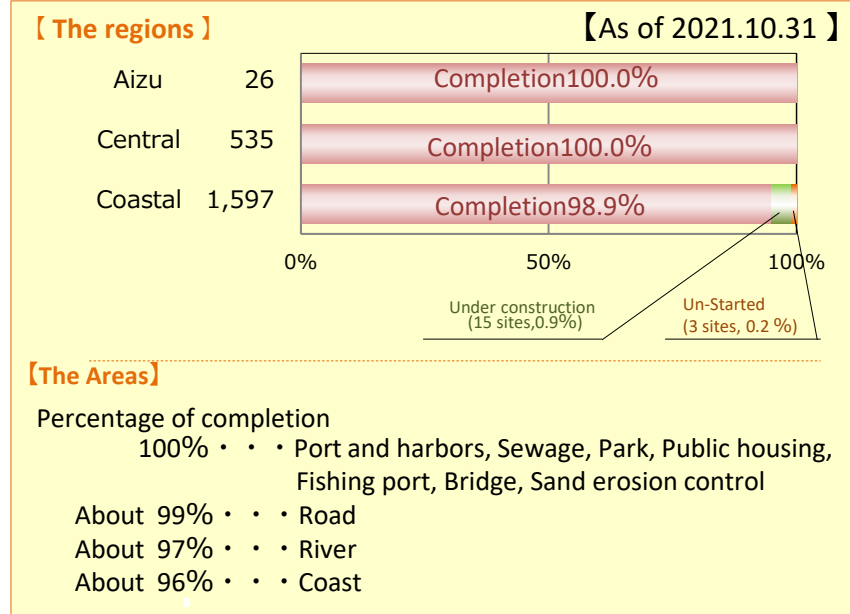 【 The regions 】
【As of 2021.10.31 】
Aizu 26 Completion100.0%
Central 535 Completion100.0%
Coastal 1,597 Completion98.9%
0% 50% 100%
Under construction
(15 sites,0.9%)
Un-Started
(3 sites, 0.2 %)
【The Areas】
Percentage of completion
100%・・・Port and harbors, Sewage, Park, Public housing,
Fishing port, Bridge, Sand erosion control
About 99%・・・Road
About 97%・・・River
About 96%・・・Coast